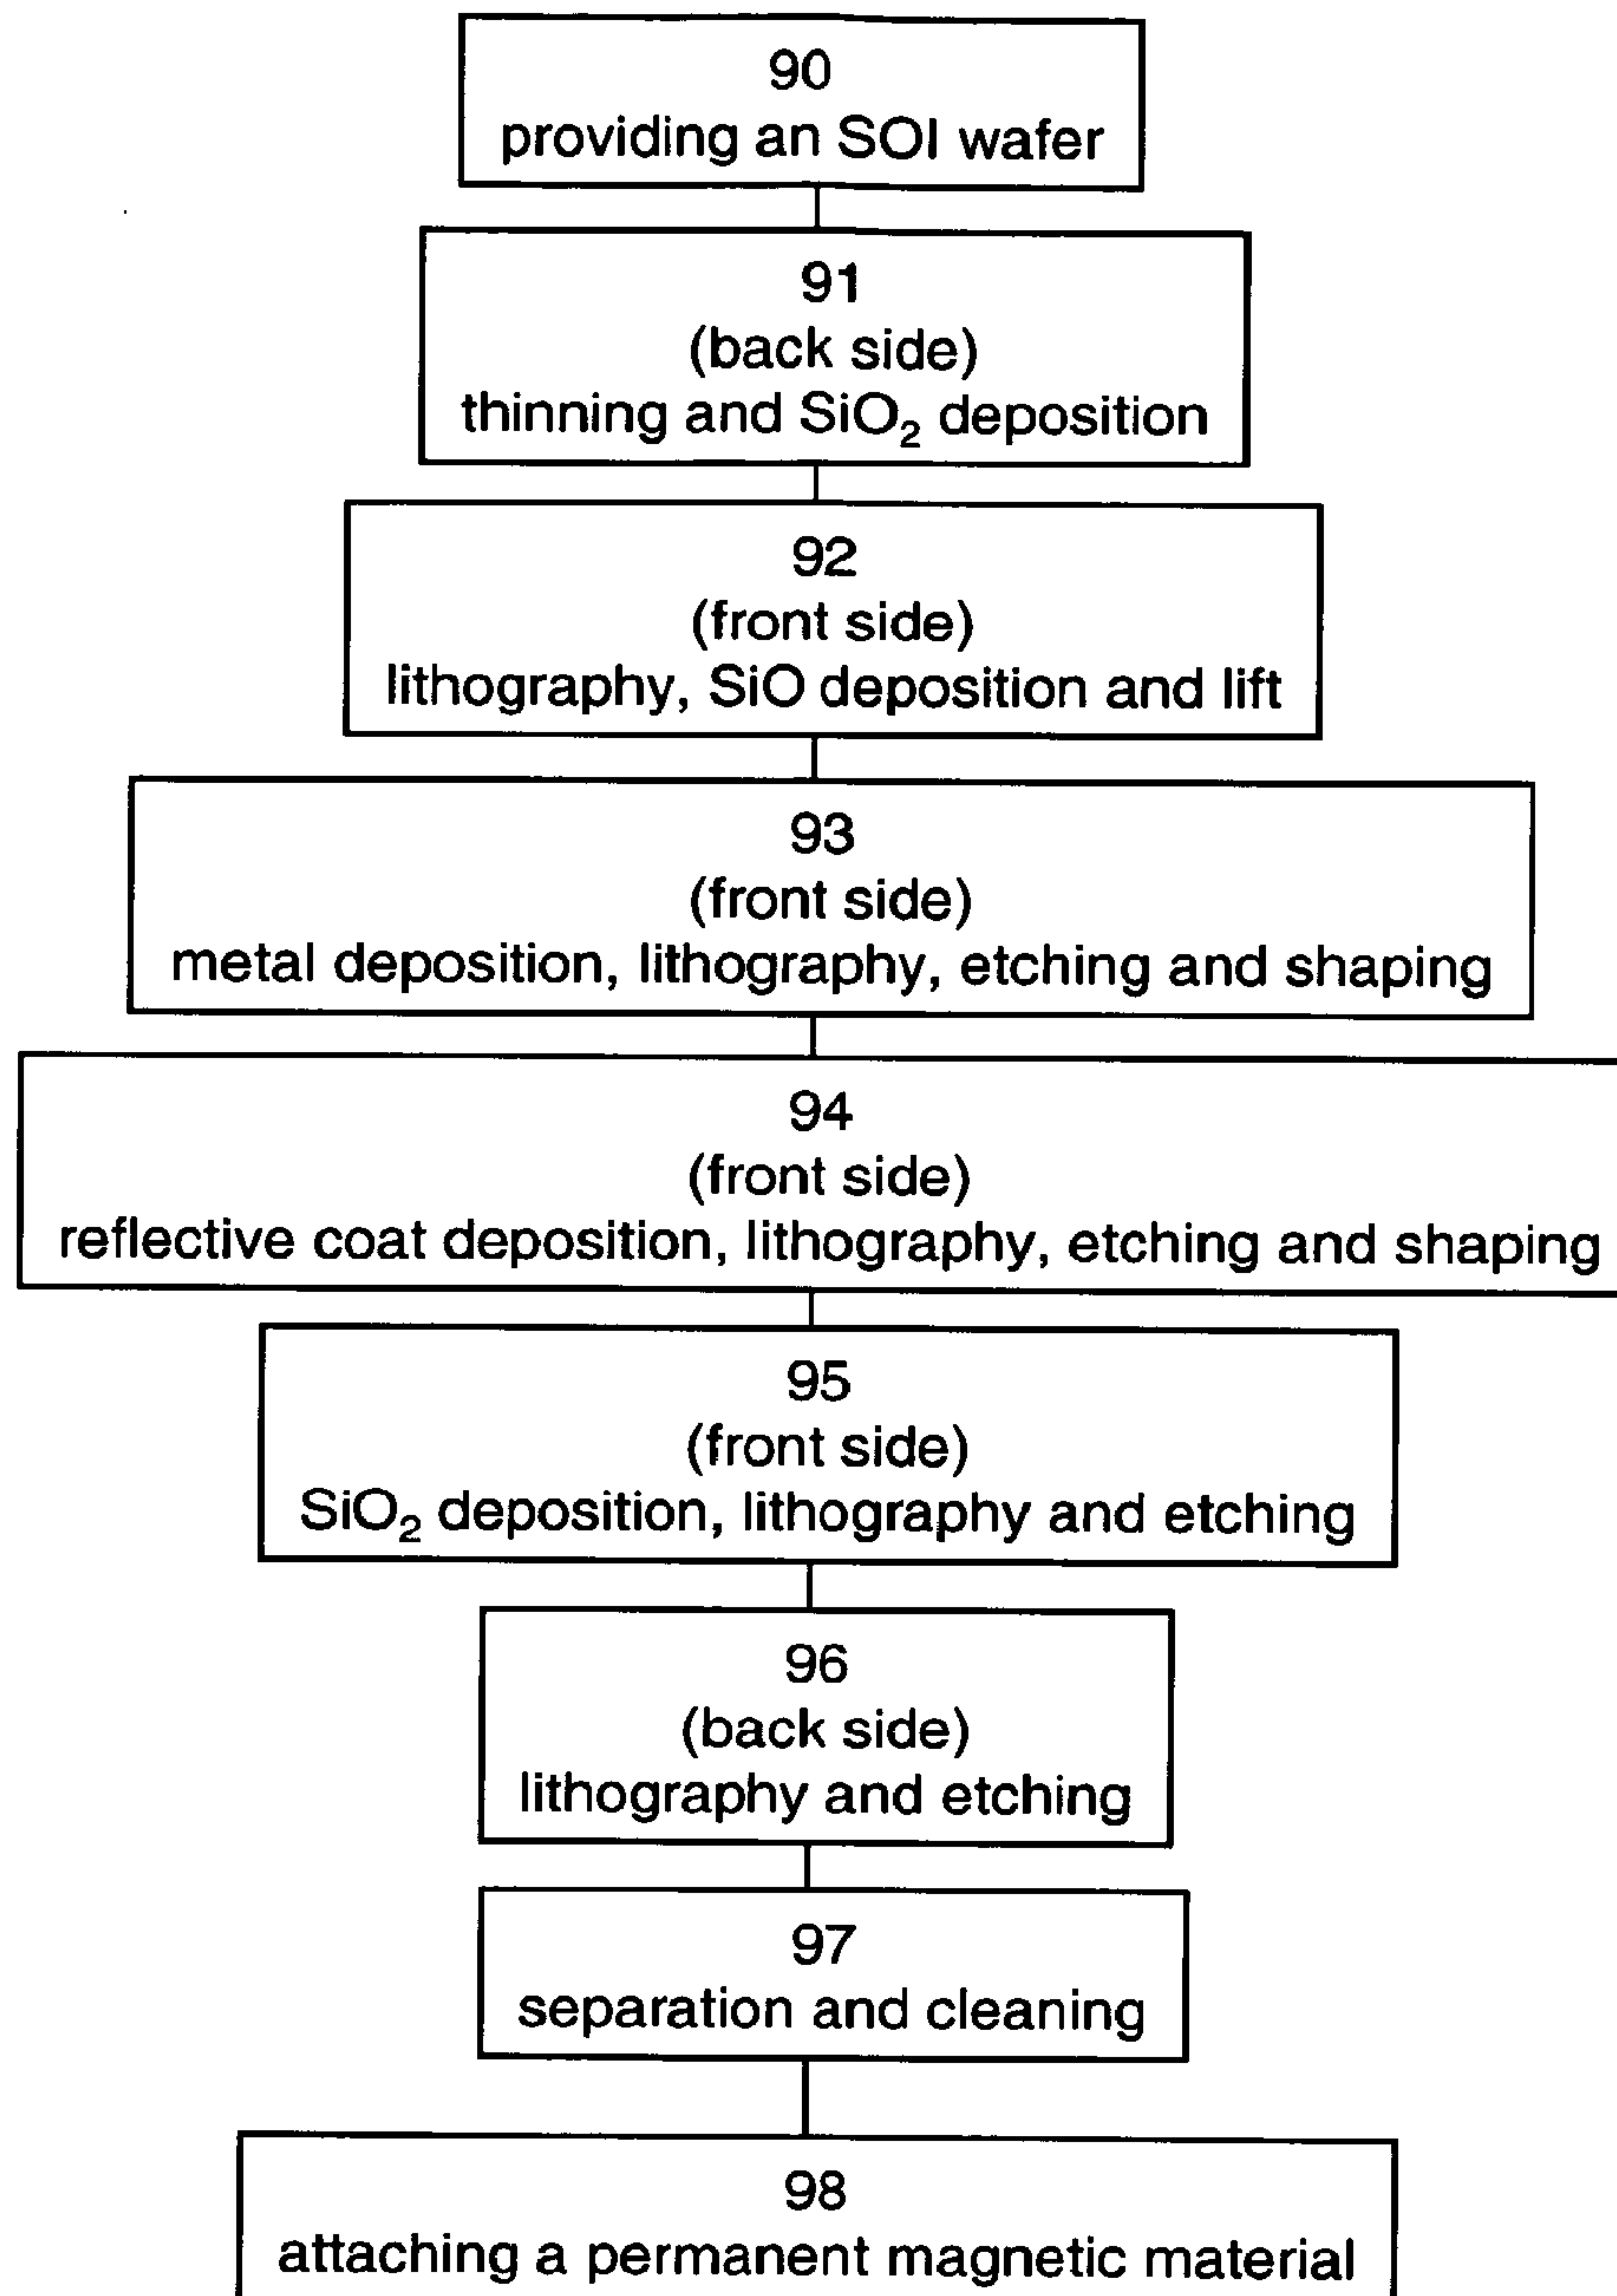 90
providing an SOI wafer
91
(back side)
thinning and SiO₂ deposition
92
(front side)
lithography, SiO deposition and lift
93
(front side)
metal deposition, lithography, etching and shaping
94
(front side)
reflective coat deposition, lithography, etching and shaping
95
(front side)
SiO₂ deposition, lithography and etching
96
(back side)
lithography and etching
97
separation and cleaning
98
attaching a permanent magnetic material